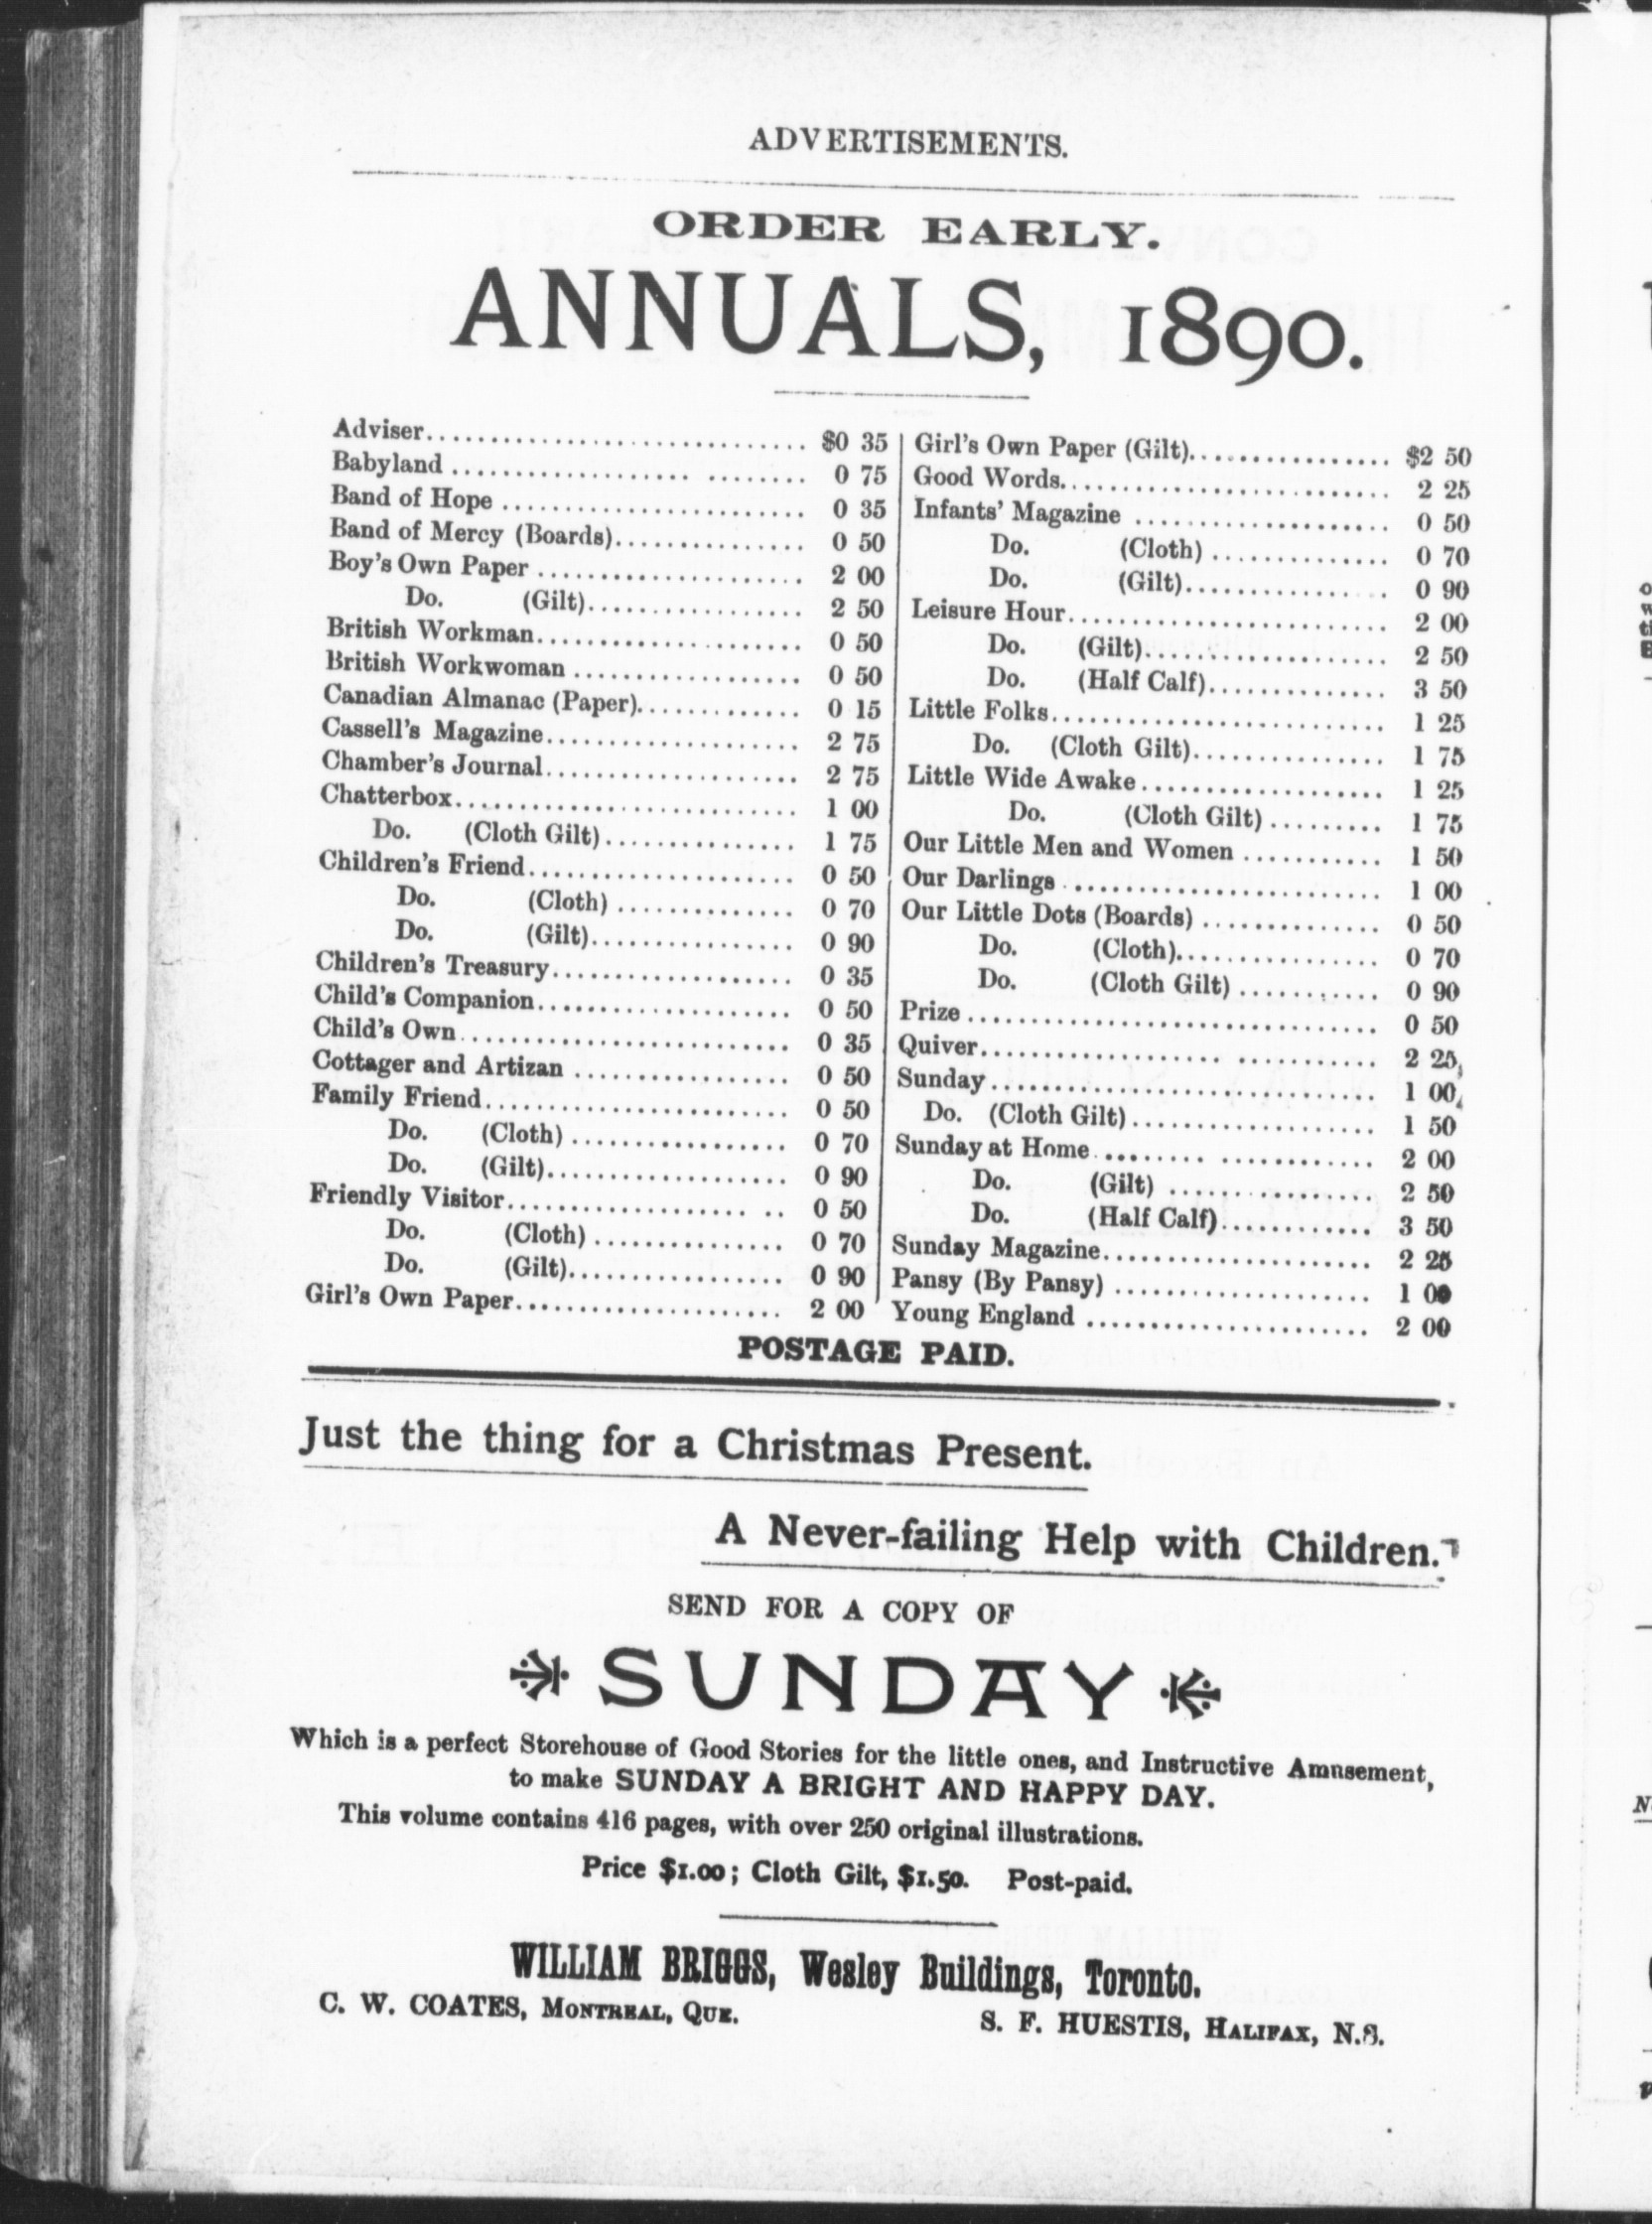 ADVERTISEMENTS.
ORDER EARLY.
ANNUALS, 1890.
Adviser.............................. $0 35
Babyland ............................ 0 75
Band of Hope ........................ 0 35
Band of Mercy (Boards)............... 0 50
Boy's Own Paper ..................... 2 00
Do. (Gilt)................. 2 50
British Workman..................... 0 50
British Workwoman .................. 0 50
Canadian Almanac (Paper)............. 0 15
Cassell's Magazine.................... 2 75
Chamber's Journal.................... 2 75
Chatterbox........................... 1 00
Do. (Cloth Gilt)............... 1 75
Children's Friend..................... 0 50
Do. (Cloth) .............. 0 70
Do. (Gilt)................ 0 90
Children's Treasury................... 0 35
Child's Companion.................... 0 50
Child's Own.......................... 0 35
Cottager and Artizan ................. 0 50
Family Friend........................ 0 50
Do. (Cloth) ................. 0 70
Do. (Gilt)................... 0 90
Friendly Visitor..................... 0 50
Do. (Cloth) ............... 0 70
Do. (Gilt)................. 0 90
Girl's Own Paper..................... 2 00
Girl's Own Paper (Gilt)................ $2 50
Good Words.......................... 2 25
Infants' Magazine .................... 0 50
Do. (Cloth) .............. 0 70
Do. (Gilt)................ 0 90
Leisure Hour......................... 2 00
Do. (Gilt)................... 2 50
Do. (Half Calf).............. 3 50
Little Folks.......................... 1 25
Do. (Cloth Gilt)............... 1 75
Little Wide Awake................... 1 25
Do. (Cloth Gilt) ......... 1 75
Our Little Men and Women ........... 1 50
Our Darlings ......................... 1 00
Our Little Dots (Boards) .............. 0 50
Do. (Cloth)................ 0 70
Do. (Cloth Gilt) ........... 0 90
Prize ................................ 0 50
Quiver.............................. 2 25
Sunday.............................. 1 00
Do. (Cloth Gilt)................... 1 50
Sunday at Home...................... 2 00
Do. (Gilt) ................ 2 50
Do. (Half Calf)............ 3 50
Sunday Magazine..................... 2 25
Pansy (By Pansy) .................... 1 00
Young England ...................... 2 00
POSTAGE PAID.
Just the thing for a Christmas Present.
A Never-failing Help with Children.
SEND FOR A COPY OF
SUNDAY
Which is a perfect Storehouse of Good Stories for the little ones, and Instructive Amusement,
to make SUNDAY A BRIGHT AND HAPPY DAY.
This volume contains 416 pages, with over 250 original illustrations.
Price $1.00; Cloth Gilt, $1.50. Post-paid.
WILLIAM BRIGGS, Wesley Buildings, Toronto.
C. W. COATES, MONTREAL, QUE. S. F. HUESTIS, HALIFAX, N.S.